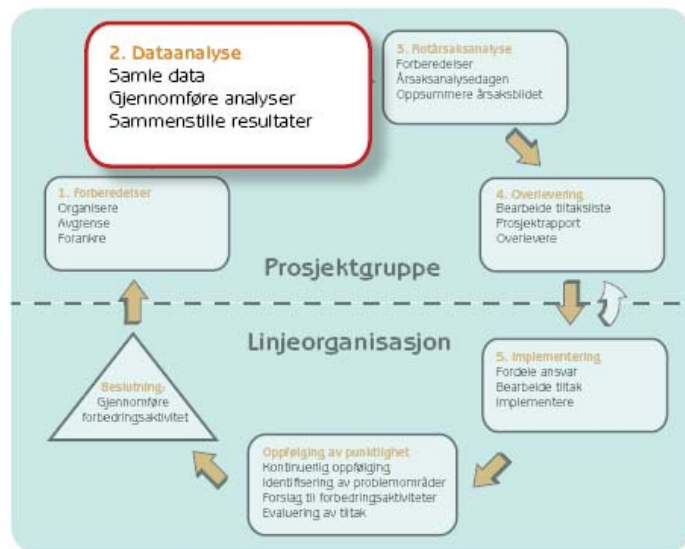 2. Dataanalyse
Samle data
Gjennomføre analyser
Sammenstille resultater
3. Rotårsaksanalyse
Forberedelser
Årsaksanalysedagen
Oppsummere årsaksbildet
1. Forberedelser
Organisere
Avgrense
Forankre
4. Overlevering
Bearbeide tiltaksliste
Prosjektrapport
Overlevere
Prosjektgruppe
Linjeorganisasjon
Beslutning:
Gjennomføre
forbedringsaktivitet
5. Implementering
Fordele ansvar
Bearbeide tiltak
Implementere
Oppfølging av punktlighet
Kontinuerlig oppfølging
Identifisering av problemområder
Forslag til forbedringsaktiviteter
Evaluering av tiltak